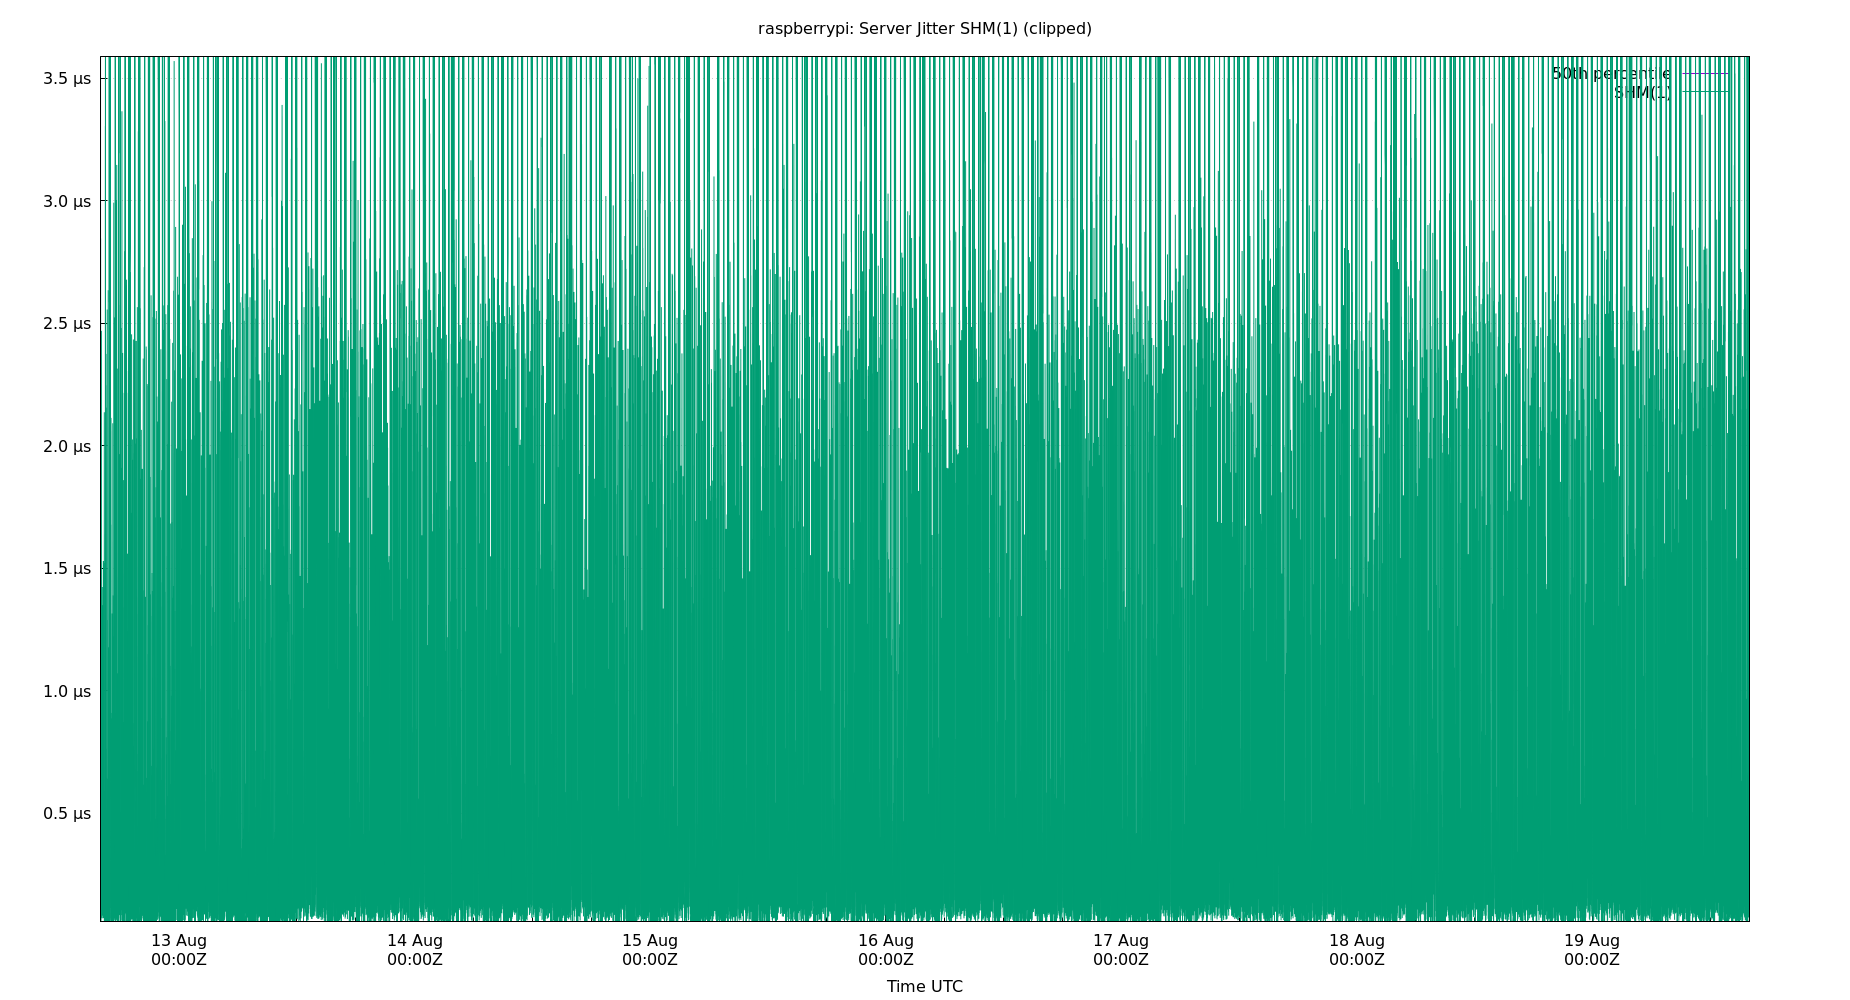 raspberrypi: Server Jitter SHM(1) (clipped)
50th percentile
SHM(1)
3.5 µs
3.0 µs
2.5 µs
2.0 µs
1.5 µs
1.0 µs
0.5 µs
13 Aug 14 Aug 15 Aug 16 Aug 17 Aug 18 Aug 19 Aug
00:00Z 00:00Z 00:00Z 00:00Z 00:00Z 00:00Z 00:00Z
Time UTC